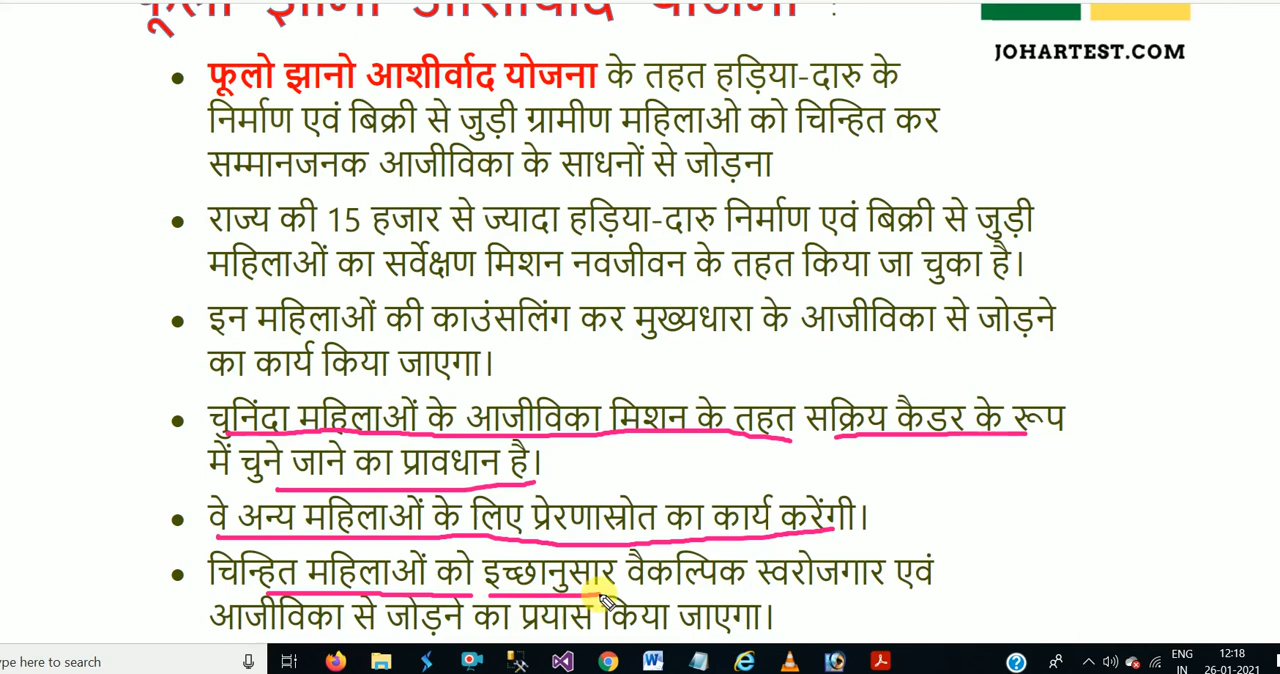 फूलो झानो आशीर्वाद योजना :
JOHARTEST.COM
• फूलो झानो आशीर्वाद योजना के तहत हड़िया-दारु के
निर्माण एवं बिक्री से जुड़ी ग्रामीण महिलाओ को चिन्हित कर
सम्मानजनक आजीविका के साधनों से जोड़ना
• राज्य की 15 हजार से ज्यादा हड़िया-दारु निर्माण एवं बिक्री से जुड़ी
महिलाओं का सर्वेक्षण मिशन नवजीवन के तहत किया जा चुका है।
• इन महिलाओं की काउंसलिंग कर मुख्यधारा के आजीविका से जोड़ने
का कार्य किया जाएगा।
• चुनिंदा महिलाओं के आजीविका मिशन के तहत सक्रिय कैडर के रूप
में चुने जाने का प्रावधान है।
• वे अन्य महिलाओं के लिए प्रेरणास्रोत का कार्य करेंगी।
• चिन्हित महिलाओं को इच्छानुसार वैकल्पिक स्वरोजगार एवं
आजीविका से जोड़ने का प्रयास किया जाएगा।
ype here to search
ENG
IN
12:18
26-01-2021